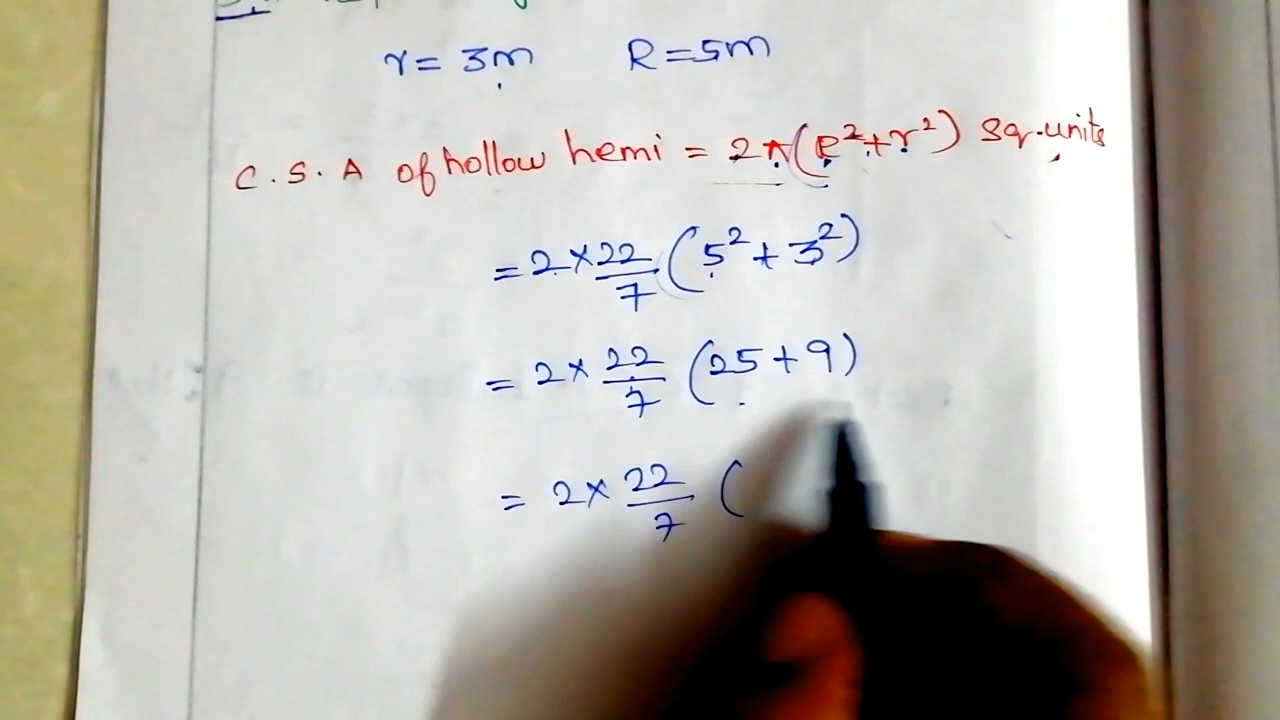 r = 3m R = 5m
C.S.A of hollow hemi = 2π(R²+r²) sq.units
= 2×22/7 (5²+3²)
= 2×22/7 (25+9)
= 2×22/7 (